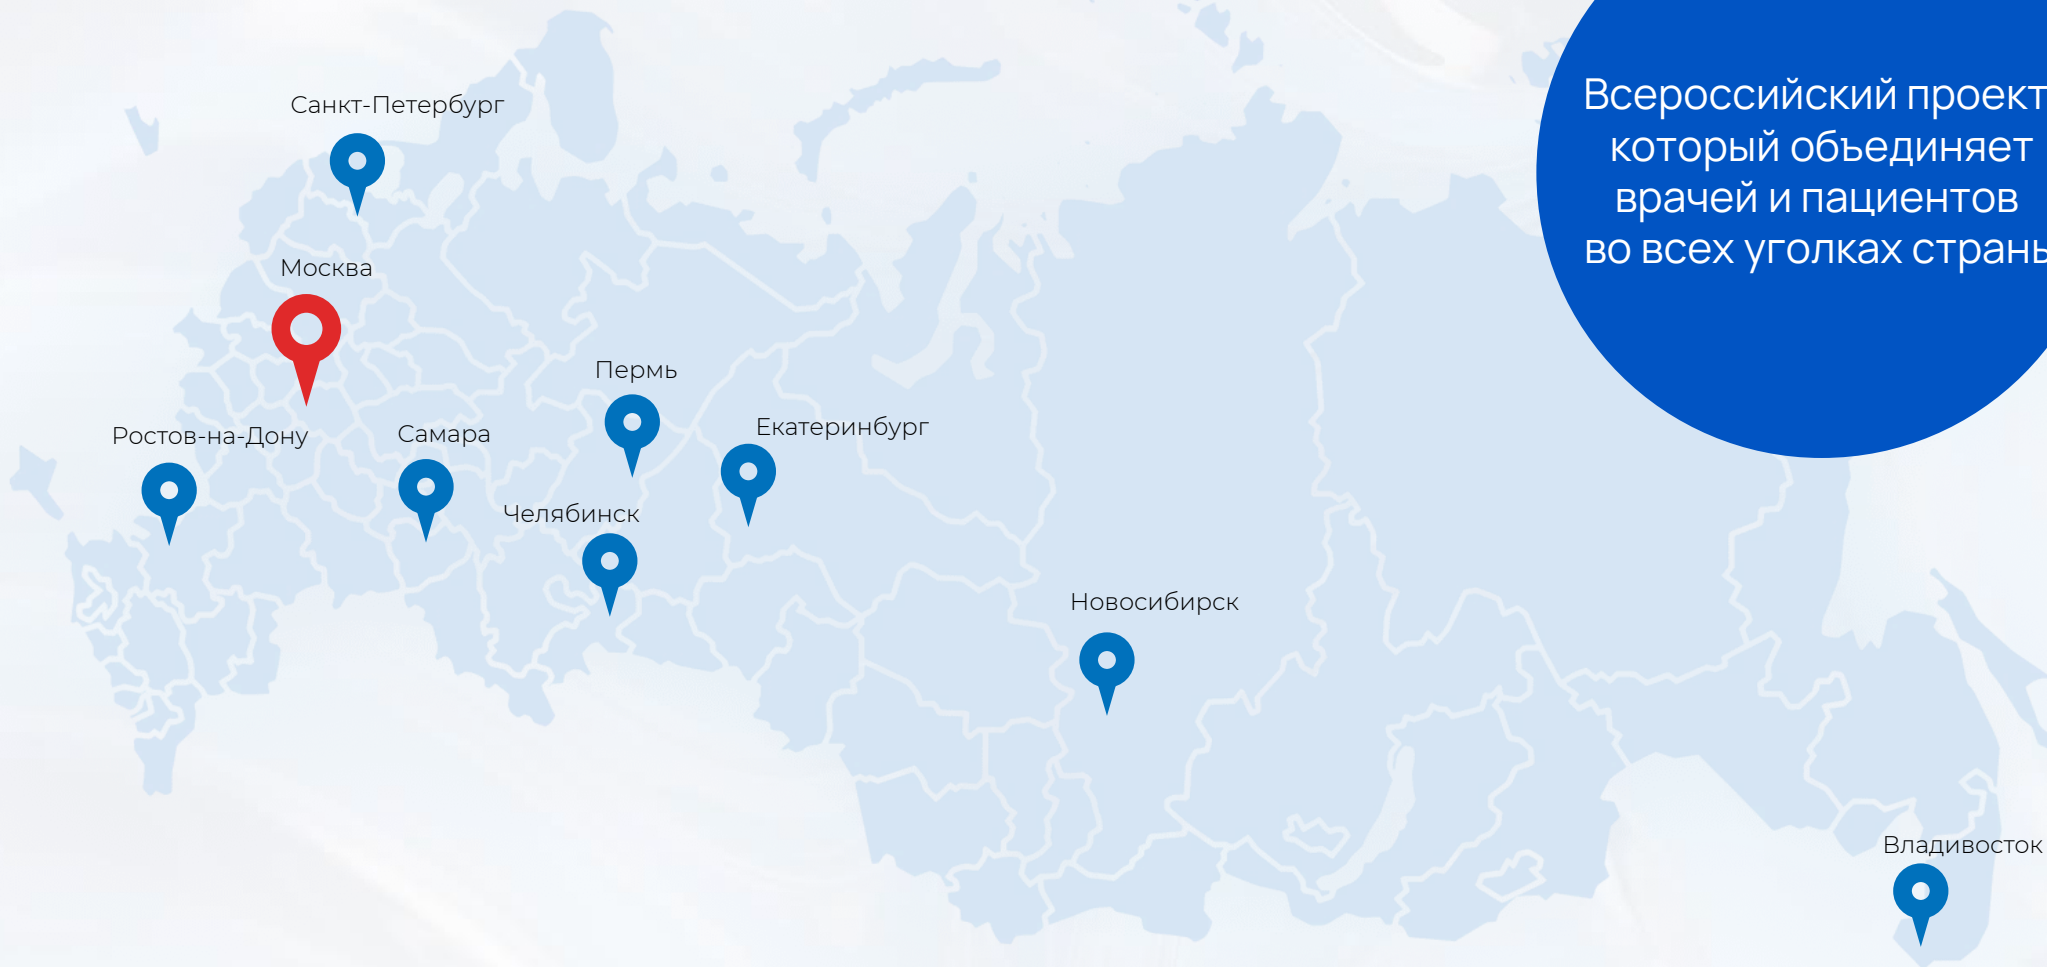 Всероссийский проект
который объединяет
врачей и пациентов
во всех уголках страны
Санкт-Петербург
Москва
Пермь
Екатеринбург
Ростов-на-Дону
Самара
Челябинск
Новосибирск
Владивосток